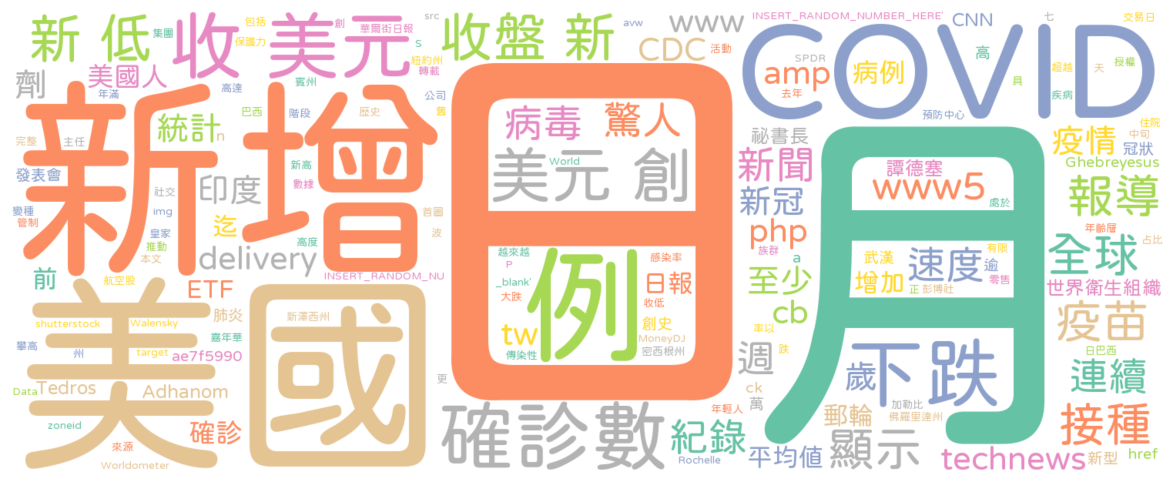 新增
日
月
美國
COVID
例
新 低
收 美元
收盤 新
www
CDC
活動
INSERT_RANDOM_NUMBER_HERE
CNN
高
七
交易日
集團
包括
保護力
創
華爾街日報
src
S
紐約州
轉載
avw
SPDR
amp
去年
病例
員
超越
天
授權
疾病
預防中心
住院
劑
美國人
年滿
高達
賓州
巴西
階段
公司
歷史
舊
統計
n
完整
主任
發表會
變種
管制
社交
img
皇家
推動
本文
印度
迄
新高
數據
高度
普圖
波
INSERT_RANDOM_NU
前
delivery
航空股
ETF
肺炎
病毒
驚人
美元 創
World
越來越
P
_blank'
大跌
tw
傳染性
感染率
日報
收低
創史
MoneyDJ
密西根州
祕書長
新聞
新冠
php
族群
a
至少
cb
週
率以
跌
ck
萬
譚德塞
www5
處於
武漢
增加
速度
逾
有限
正
彭博社
零售
下跌
歲
加勒比
佛羅里達州
郵輪
顯示
平均值
疫情
中旬
冠狀
Ghebreyesus
報導
年齡層
占比
全球
世界衛生組織
疫苗
日巴西
連續
接種
technews
新型
href
shutterstock
Walensky
攀高
州
target
嘉年華
ae7f5990
Data
Tedros
Adhanom
zoneid
來源
確診
Worldometer
新澤西州
更
確診數
年輕人
紀錄
Rochelle